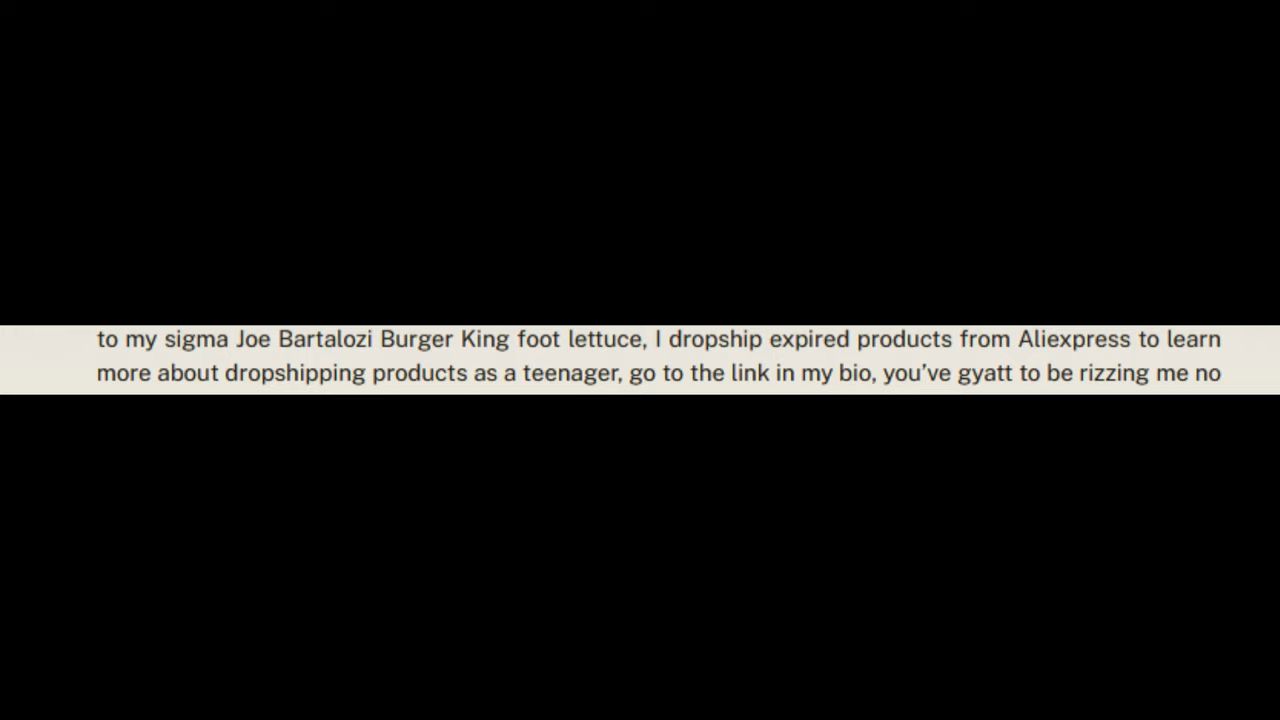 to my sigma Joe Bartalozi Burger King foot lettuce, I dropship expired products from Aliexpress to learn
more about dropshipping products as a teenager, go to the link in my bio, you’ve gyatt to be rizzing me no